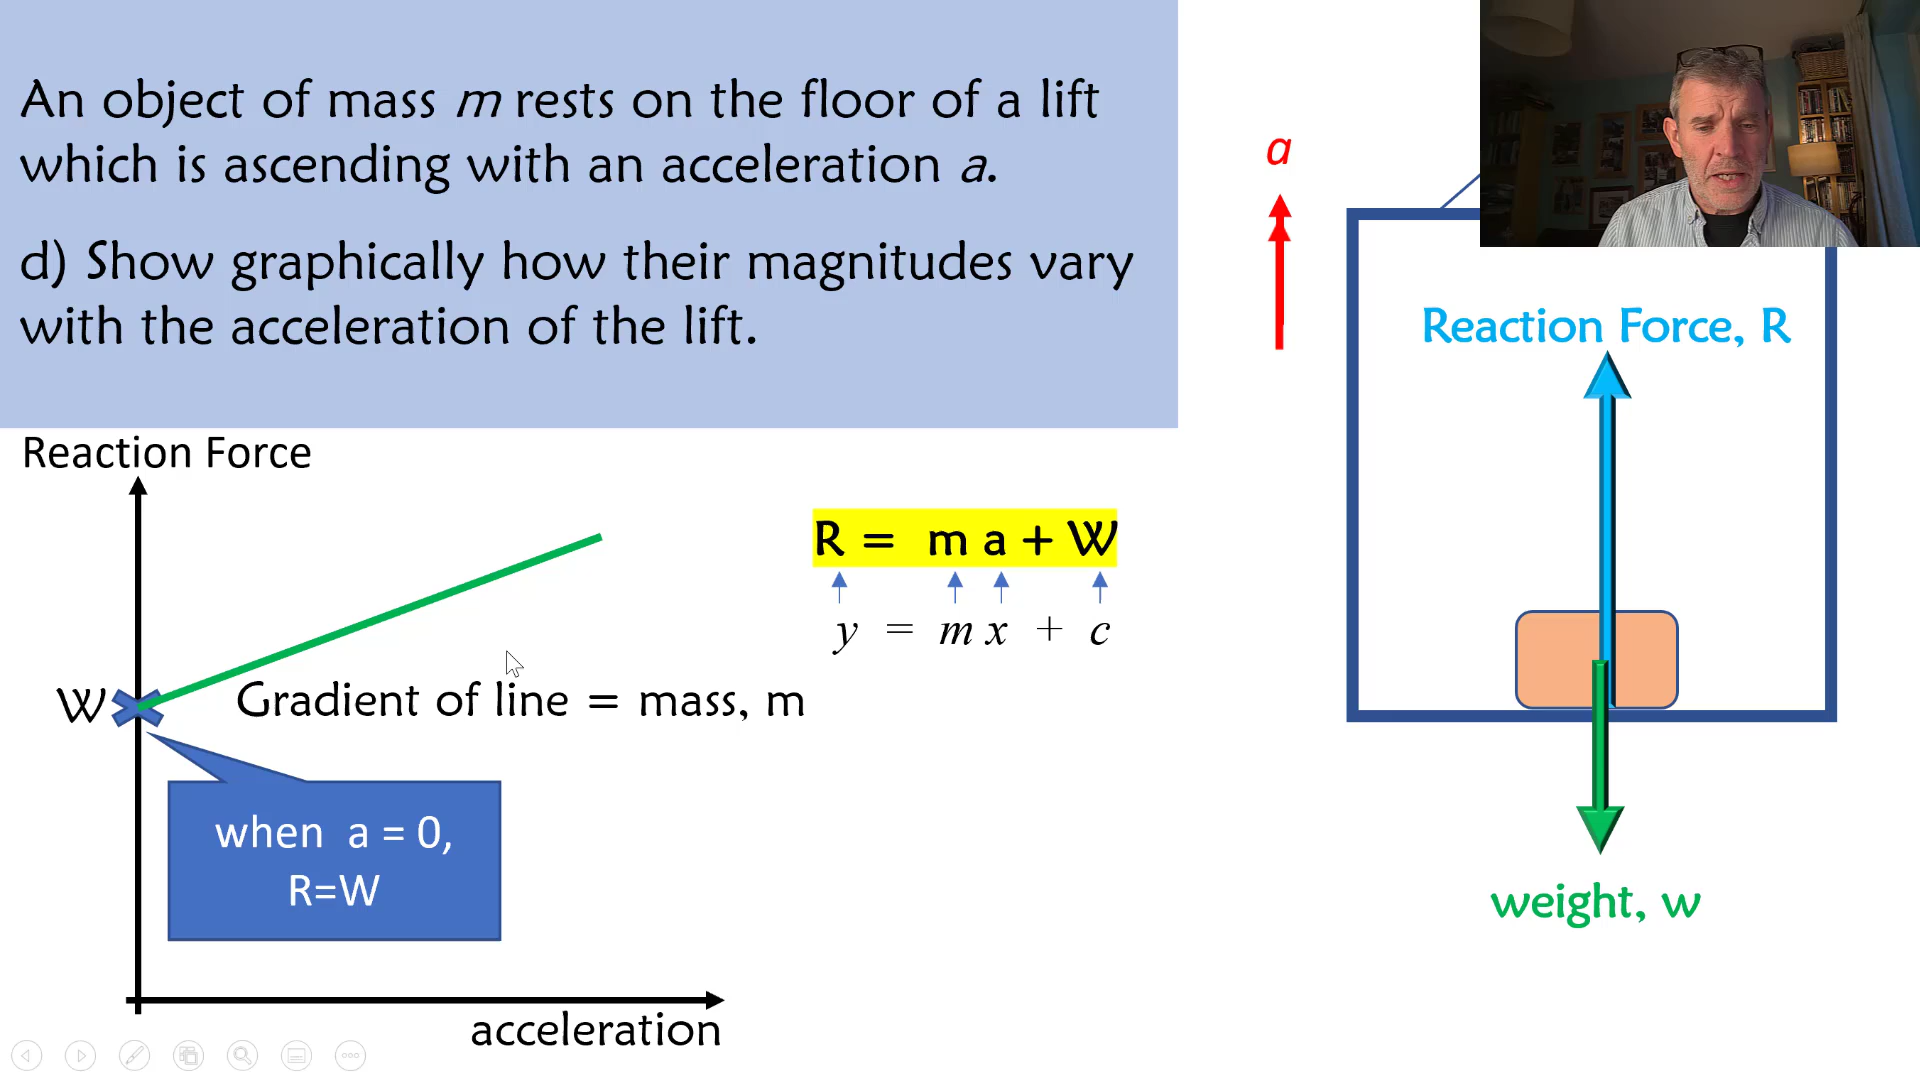 An object of mass m rests on the floor of a lift
which is ascending with an acceleration a.
d) Show graphically how their magnitudes vary
with the acceleration of the lift.
a
Reaction Force, R
Reaction Force
R = m a + W
y = m x + c
W
Gradient of line = mass, m
when a = 0,
R=W
weight, w
acceleration